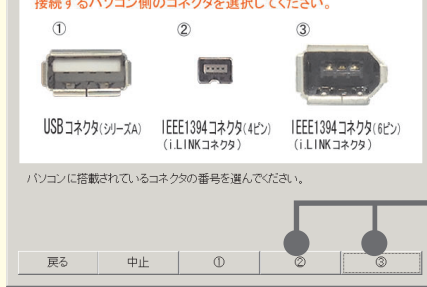 接続するパソコン側のコネクタを選択してください。
① ② ③
USBコネクタ(シリーズA) IEEE1394コネクタ(4ピン) IEEE1394コネクタ(6ピン)
(i.LINKコネクタ) (i.LINKコネクタ)
パソコンに搭載されているコネクタの番号を選んでください。
戻る 中止 ① ② ③